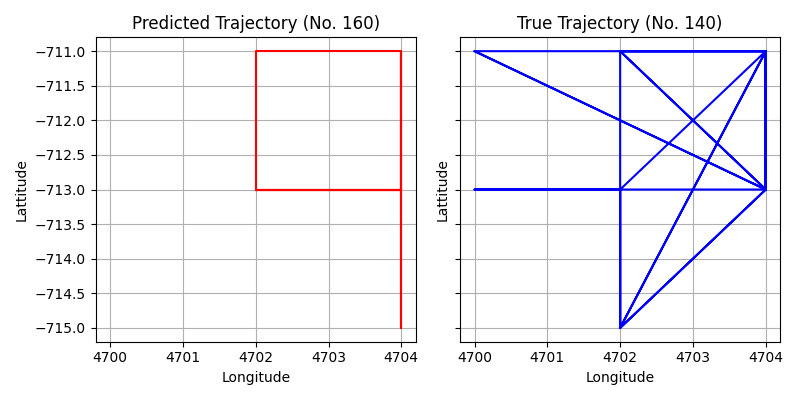 Predicted Trajectory (No. 160)
True Trajectory (No. 140)
Lattitude
−711.0
−711.5
−712.0
−712.5
−713.0
−713.5
−714.0
−714.5
−715.0
4700 4701 4702 4703 4704
Longitude
Lattitude
4700 4701 4702 4703 4704
Longitude